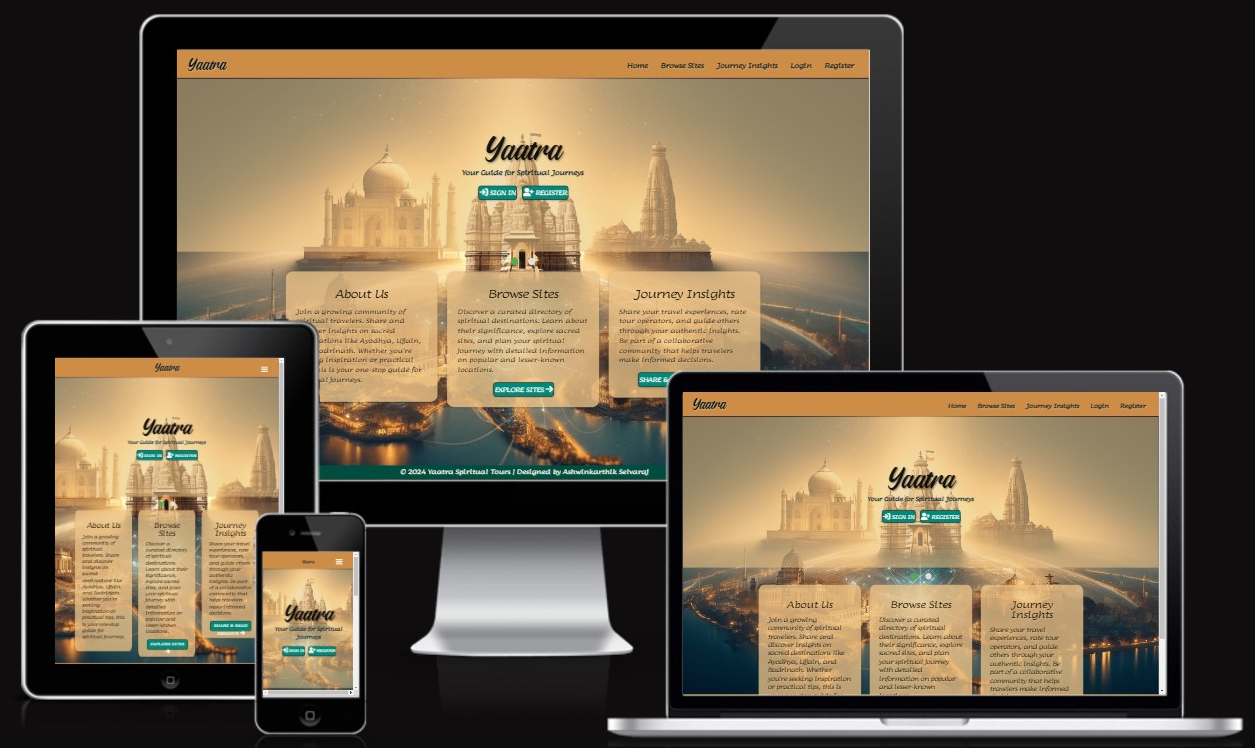 Yaatra
Home Browse Sites Journey Insights Login Register
Yaatra
Your Guide for Spiritual Journeys
SIGN IN REGISTER
About Us
Join a growing community of
spiritual travelers. Share and
er insights on sacred
ations like Ayodhya, Ujjain,
adrinath. Whether you're
g inspiration or practical
is is your one-stop guide for
al journeys.
Browse Sites
Discover a curated directory of
spiritual destinations. Learn about
their significance, explore sacred
sites, and plan your spiritual
journey with detailed information
on popular and lesser-known
locations.
EXPLORE SITES
Journey Insights
Share your travel experiences, rate
tour operators, and guide others
through your authentic insights.
Be part of a collaborative
community that helps travelers
make informed decisions.
SHARE &
© 2024 Yaatra Spiritual Tours | Designed by Ashwinkarthik Selvaraj
Yaatra
Yaatra
Your Guide for Spiritual Journeys
SIGN IN REGISTER
About Us
Join a growing
community of
spiritual
travelers. Share
and discover
insights on
sacred
destinations like
Ayodhya, Ujjain,
and Badrinath.
Whether you're
seeking
inspiration or
practical tips, this
is your one-stop
guide for
spiritual journeys.
Browse
Sites
Discover a
curated directory
of spiritual
destinations.
Learn about their
significance,
explore sacred
sites, and plan
your spiritual
journey with
detailed
information on
popular and
lesser-known
locations.
EXPLORE SITES
Journey
Insights
Share your travel
experiences, rate
tour operators,
and guide others
through your
authentic
insights. Be part
of a collaborative
community that
helps travelers
make informed
decisions.
SHARE & READ
Yaatra
Yaatra
Your Guide for Spiritual
Journeys
SIGN IN REGISTER
Yaatra
Home Browse Sites Journey Insights Login Register
Yaatra
Your Guide for Spiritual Journeys
SIGN IN REGISTER
About Us
Join a growing
community of spiritual
travelers. Share and
discover insights on
sacred destinations like
Ayodhya, Ujjain, and
Badrinath. Whether
you're seeking inspiration
or practical tips, this is
Browse Sites
Discover a curated
directory of spiritual
destinations. Learn about
their significance, explore
sacred sites, and plan
your spiritual journey
with detailed
information on popular
and lesser-known
Journey
Insights
Share your travel
experiences, rate tour
operators, and guide
others through your
authentic insights. Be
part of a collaborative
community that helps
travelers make informed